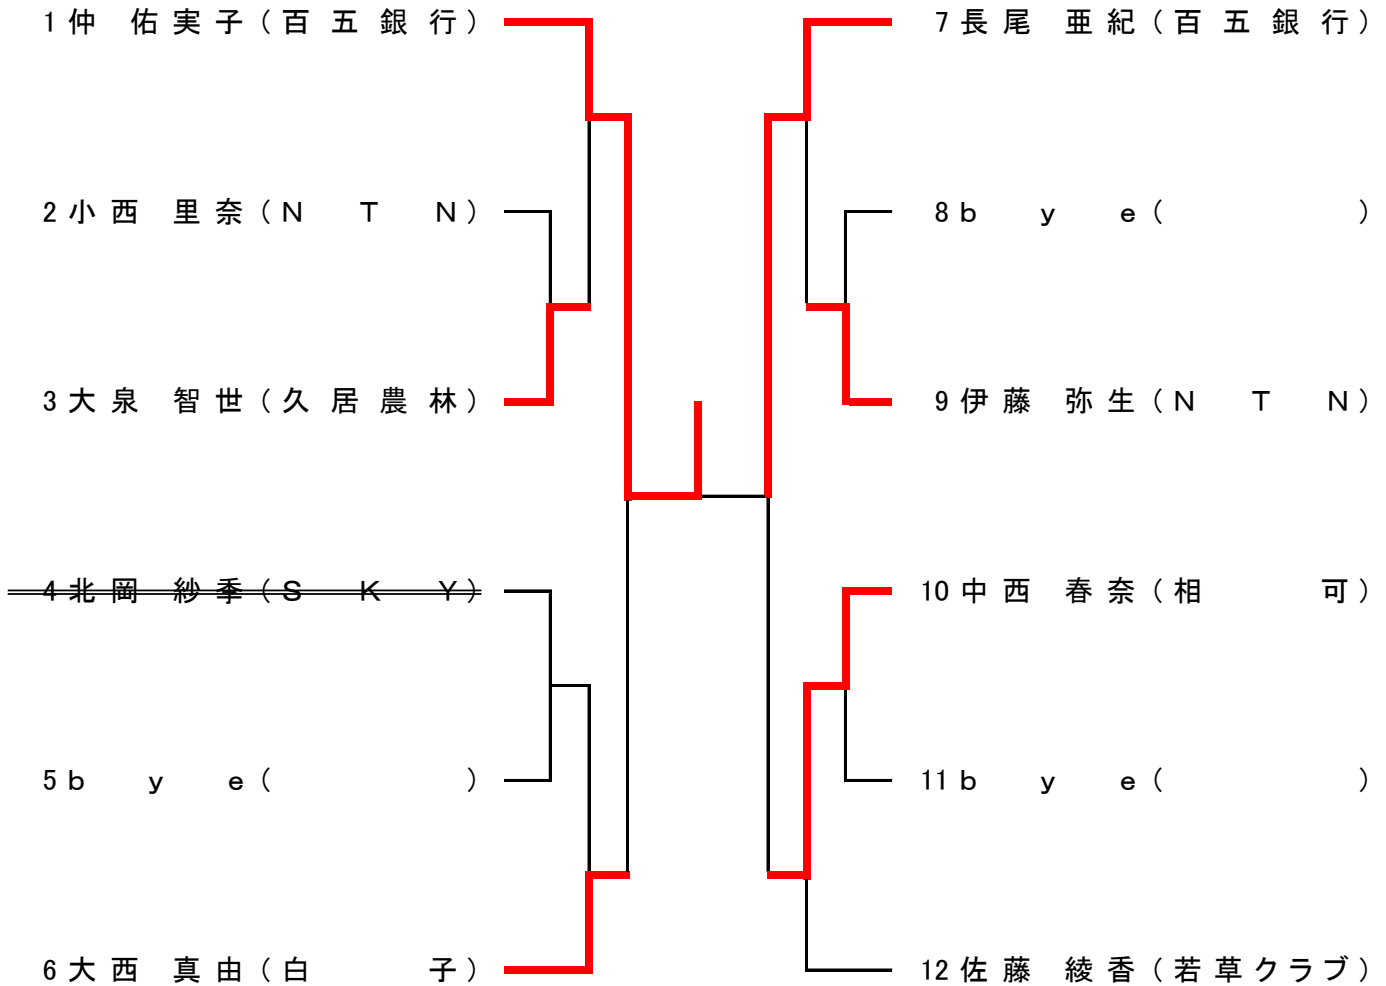 1 仲 佑実子(百五銀行)
2 小西 里奈(N T N)
3 大泉 智世(久居農林)
4 北岡 紗季(S K Y)
5 b y e( )
6 大西 真由(白 子)
7 長尾 亜紀(百五銀行)
8 b y e( )
9 伊藤 弥生(N T N)
10 中西 春奈(相 可)
11 b y e( )
12 佐藤 綾香(若草クラブ)